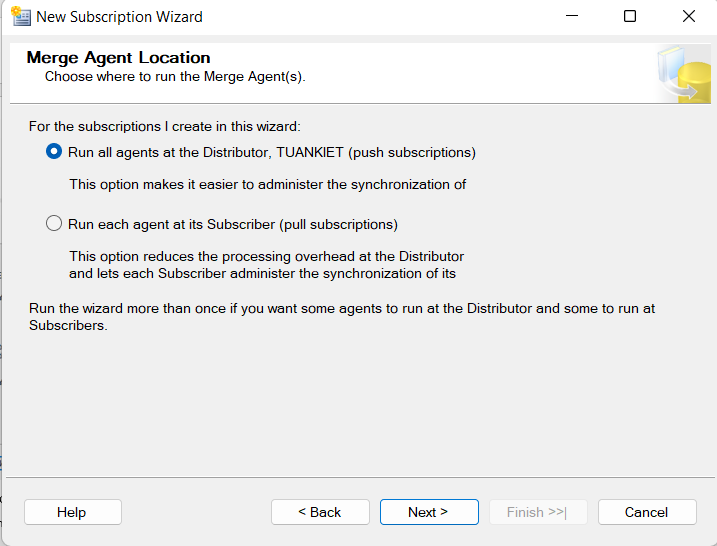 New Subscription Wizard
Merge Agent Location
Choose where to run the Merge Agent(s).
For the subscriptions I create in this wizard:
Run all agents at the Distributor, TUANKIET (push subscriptions)
This option makes it easier to administer the synchronization of
Run each agent at its Subscriber (pull subscriptions)
This option reduces the processing overhead at the Distributor
and lets each Subscriber administer the synchronization of its
Run the wizard more than once if you want some agents to run at the Distributor and some to run at
Subscribers.
Help
< Back
Next >
Finish >>|
Cancel